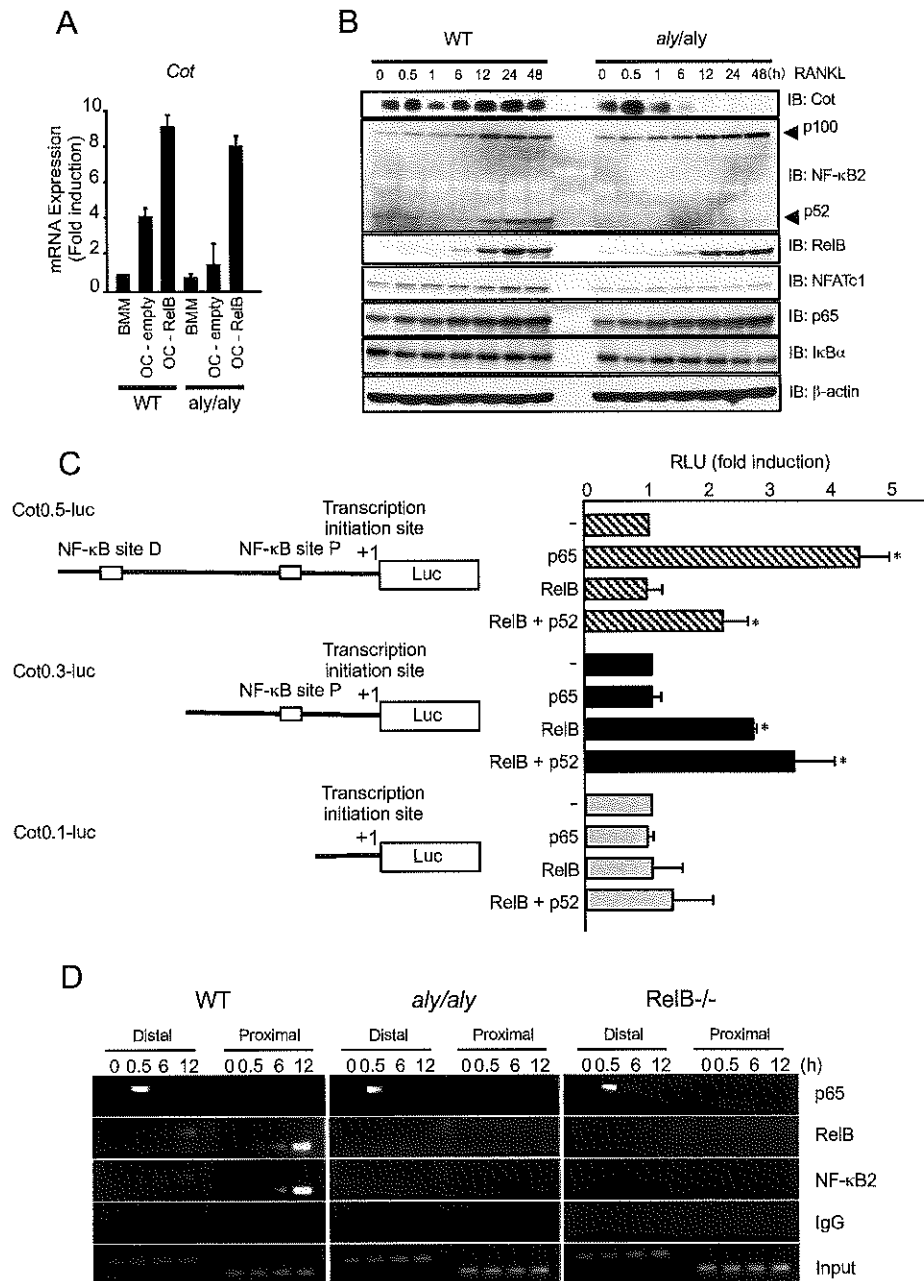 A
Cot
mRNA Expression
(Fold induction)
10
8
6
4
2
0
BMM
OC - empty
OC - RelB
BMM
OC - empty
OC - RelB
WT
aly/aly
B
WT
aly/aly
0 0.5 1 6 12 24 48(h)
0 0.5 1 6 12 24 48(h) RANKL
IB: Cot
p100
IB: NF-κB2
p52
IB: RelB
IB: NFATc1
IB: p65
IB: IκBα
IB: β-actin
C
RLU (fold induction)
0 1 2 3 4 5
Cot0.5-luc
Transcription
initiation site
NF-κB site D
NF-κB site P
+1
Luc
-
p65
*
RelB
RelB + p52
*
Cot0.3-luc
Transcription
initiation site
NF-κB site P
+1
Luc
-
p65
RelB
*
RelB + p52
*
Cot0.1-luc
Transcription
initiation site
+1
Luc
-
p65
RelB
RelB + p52
D
WT
aly/aly
RelB-/-
Distal
Proximal
Distal
Proximal
Distal
Proximal
0 0.5 6 12
0 0.5 6 12
0 0.5 6 12
0 0.5 6 12
0 0.5 6 12
0 0.5 6 12 (h)
p65
RelB
NF-κB2
IgG
Input